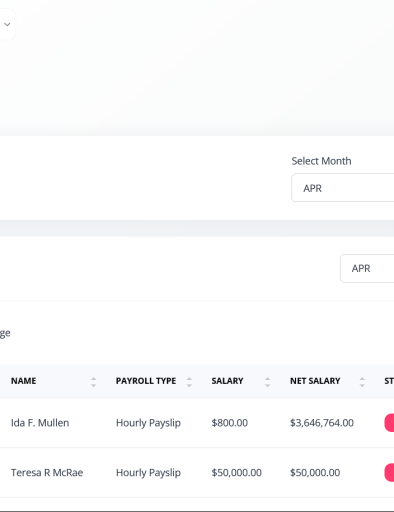 Select Month
APR
APR
ge
NAME PAYROLL TYPE SALARY NET SALARY ST
Ida F. Mullen Hourly Payslip $800.00 $3,646,764.00
Teresa R McRae Hourly Payslip $50,000.00 $50,000.00